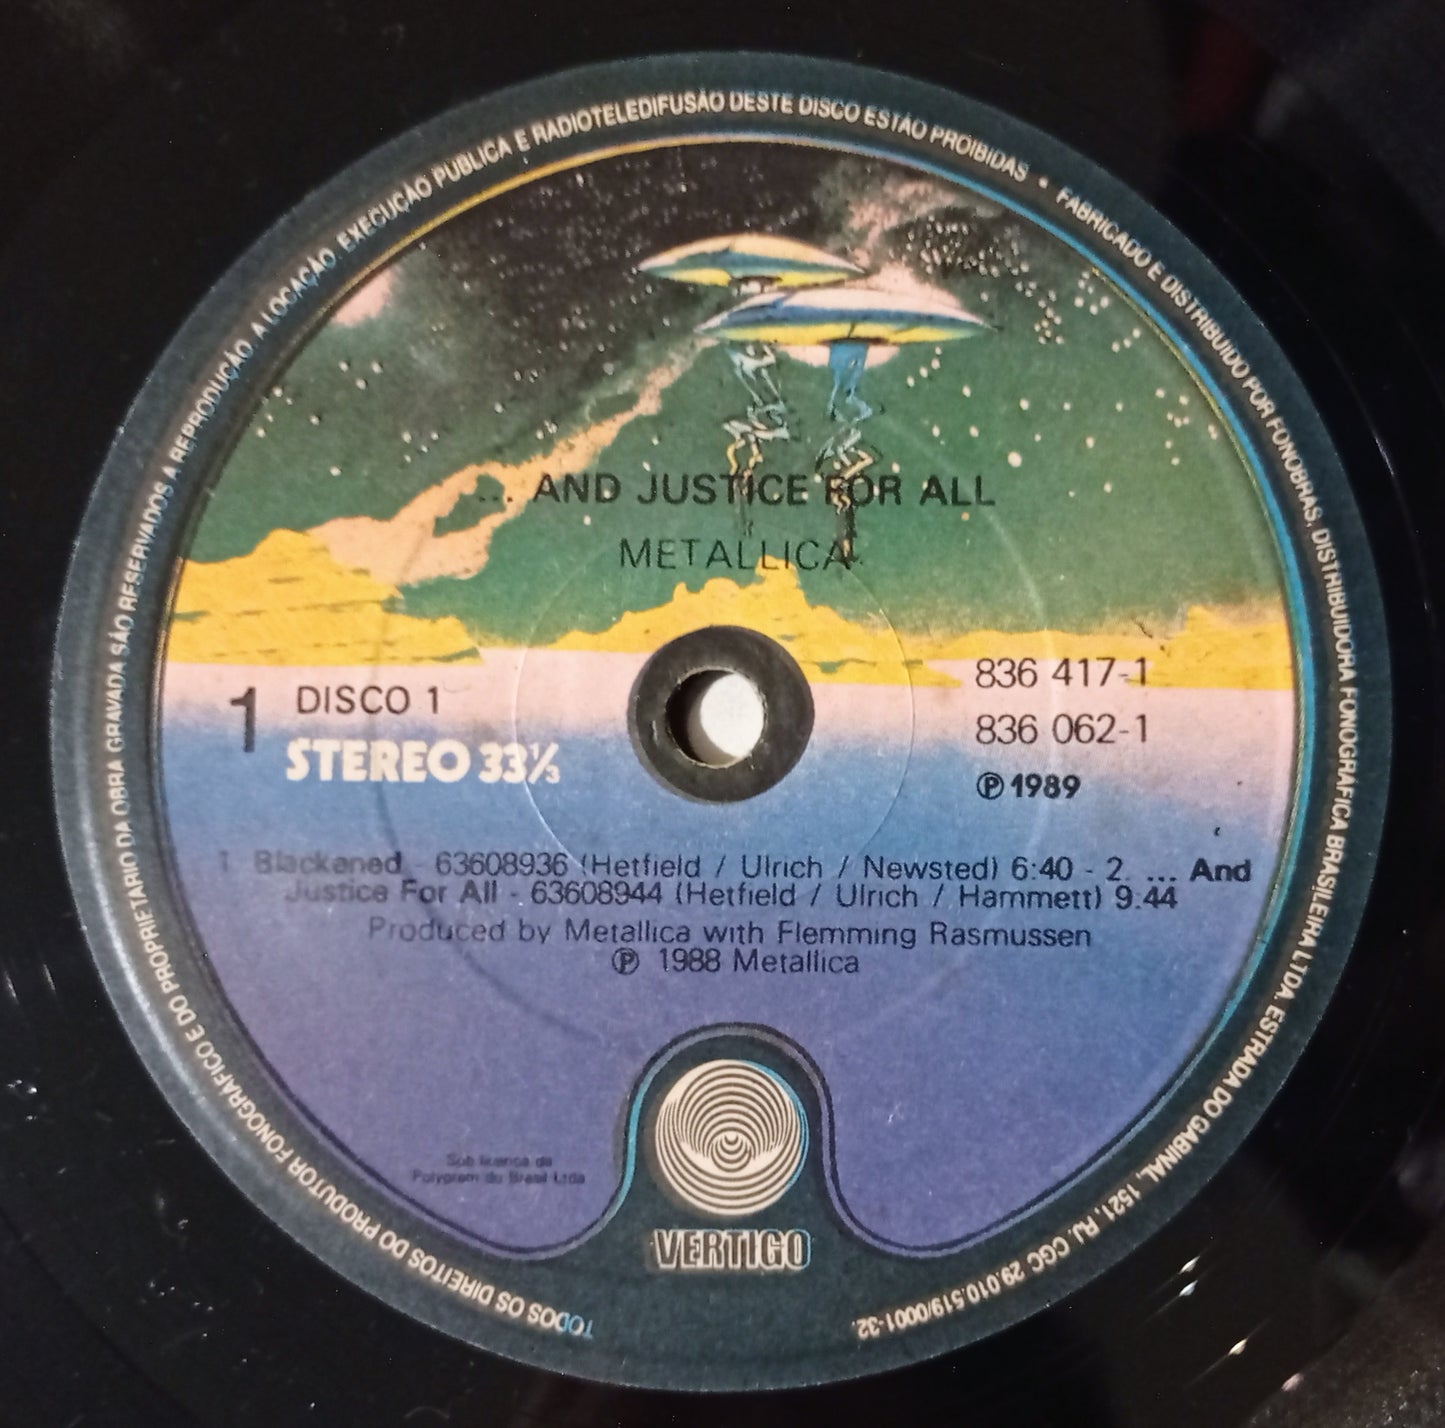 TODOS OS DIREITOS DO PRODUTOR FONOGRÁFICO E DO PROPRIETÁRIO DA OBRA GRAVADA SÃO RESERVADOS A REPRODUÇÃO, A LOCAÇÃO, EXECUÇÃO PÚBLICA E RADIOTELEDIFUSÃO DESTE DISCO ESTÃO PROIBIDAS • FABRICADO E DISTRIBUIDO POR FONOBRÁS, DISTRIBUIDORA FONOGRÁFICA BRASILEIRA LTDA. ESTRADA DO GABINAL, 1521, RJ. CGC 29.010.519/0001-32.
... AND JUSTICE FOR ALL
METALLICA
836 417-1
1 DISCO 1
836 062-1
STEREO 33⅓
℗ 1989
1. Blackened - 63608936 (Hetfield / Ulrich / Newsted) 6:40 - 2. ... And
Justice For All - 63608944 (Hetfield / Ulrich / Hammett) 9:44
Produced by Metallica with Flemming Rasmussen
℗ 1988 Metallica
Sob licença da
Polygram do Brasil Ltda
VERTIGO